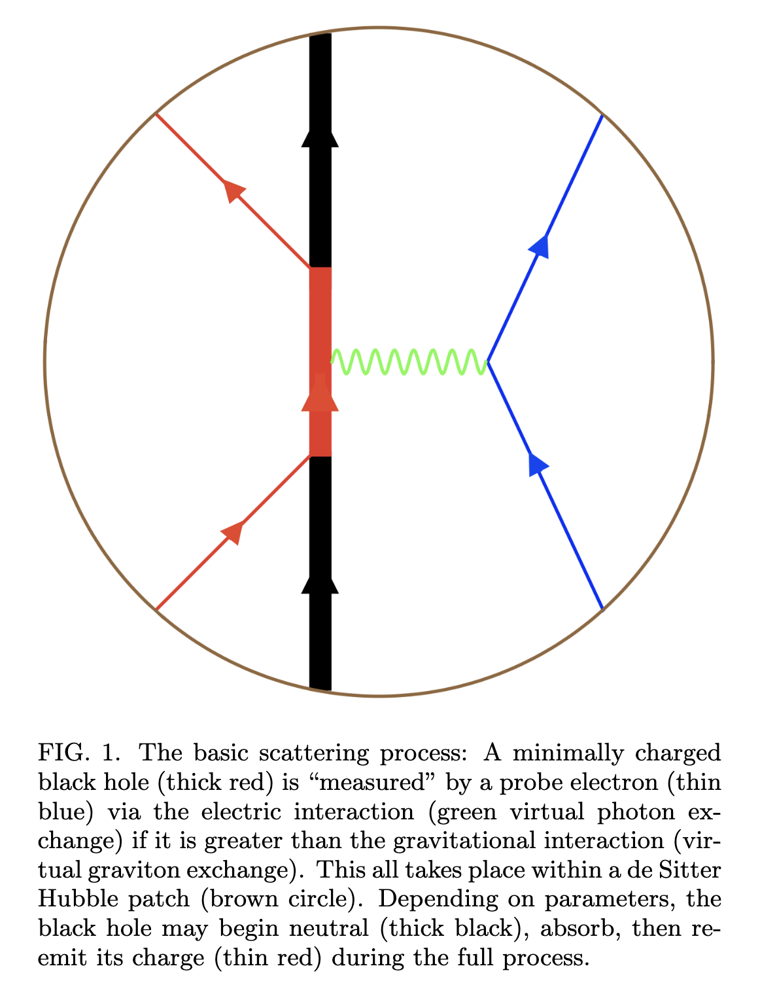 FIG. 1. The basic scattering process: A minimally charged
black hole (thick red) is “measured” by a probe electron (thin
blue) via the electric interaction (green virtual photon ex-
change) if it is greater than the gravitational interaction (vir-
tual graviton exchange). This all takes place within a de Sitter
Hubble patch (brown circle). Depending on parameters, the
black hole may begin neutral (thick black), absorb, then re-
emit its charge (thin red) during the full process.